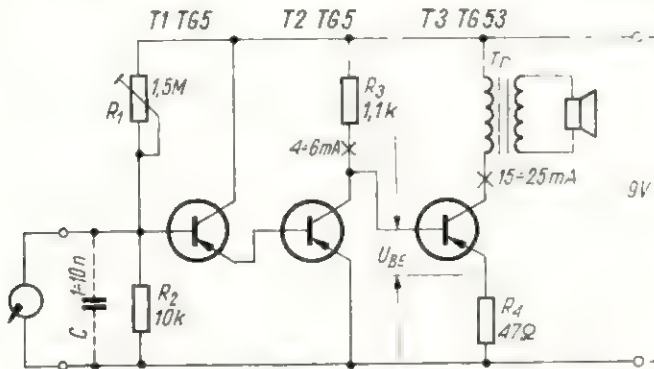 T1 TG5
T2 TG5
T3 TG53
Tr
1,5M
R1
R3
1,1k
4÷6mA
15÷25mA
9V
UBE
1÷10n
C
R2
10k
R4
47Ω